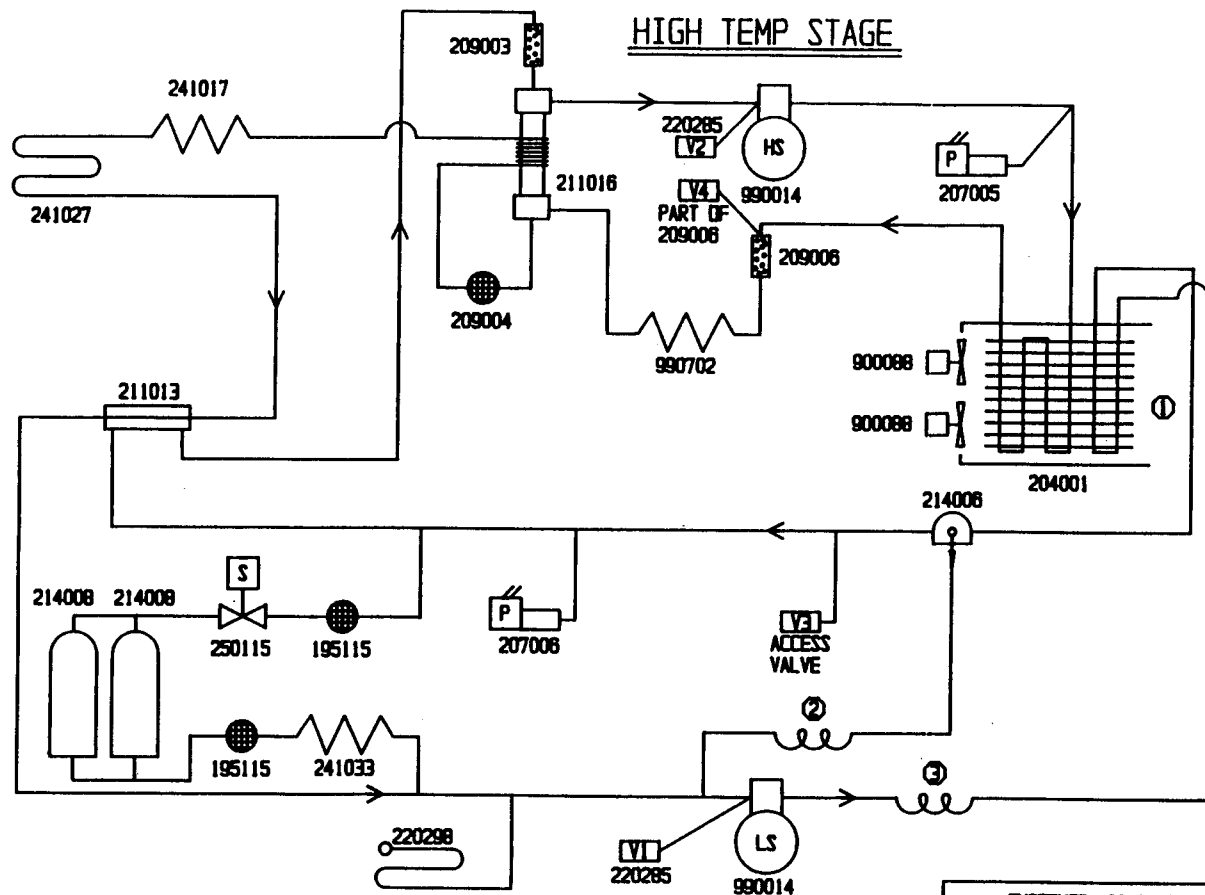 HIGH TEMP STAGE
209003
241017
220285
V2
HS
P
207005
241027
211016
V4
990014
PART OF
209006
209006
209004
990702
900088
211013
1
900088
204001
214006
S
214008 214008
P
250115
195115
207006
V3
ACCESS
VALVE
2
195115
241033
3
220298
V1
LS
220285
990014